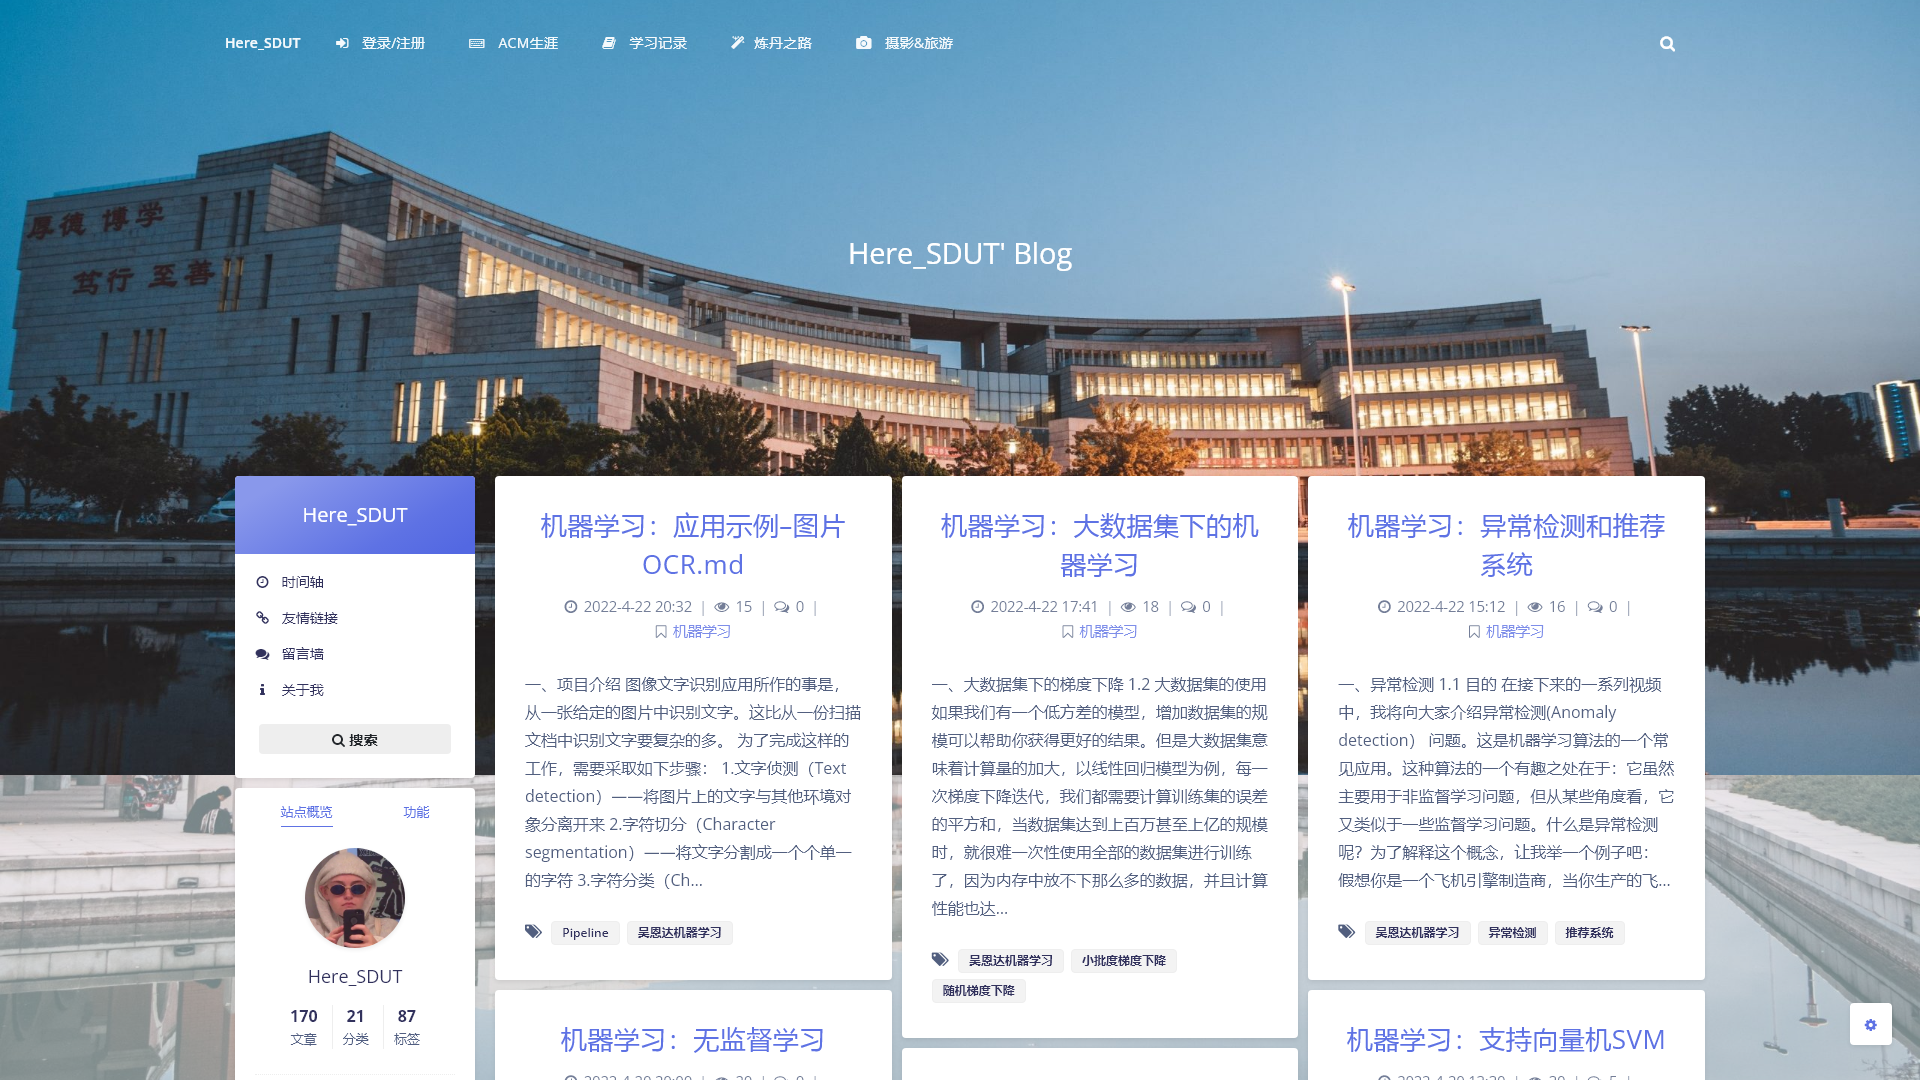 Here_SDUT
登录/注册
ACM生涯
学习记录
炼丹之路
摄影&旅游
厚德 博学
笃行 至善
Here_SDUT' Blog
Here_SDUT
时间轴
友情链接
留言墙
关于我
搜索
站点概览
功能
Here_SDUT
170
文章
21
分类
87
标签
机器学习：应用示例–图片
OCR.md
2022-4-22 20:32 | 15 | 0 |
机器学习
一、项目介绍 图像文字识别应用所作的事是，
从一张给定的图片中识别文字。这比从一份扫描
文档中识别文字要复杂的多。 为了完成这样的
工作，需要采取如下步骤： 1.文字侦测（Text
detection）——将图片上的文字与其他环境对
象分离开来 2.字符切分（Character
segmentation）——将文字分割成一个个单一
的字符 3.字符分类（Ch...
Pipeline
吴恩达机器学习
机器学习：大数据集下的机
器学习
2022-4-22 17:41 | 18 | 0 |
机器学习
一、大数据集下的梯度下降 1.2 大数据集的使用
如果我们有一个低方差的模型，增加数据集的规
模可以帮助你获得更好的结果。但是大数据集意
味着计算量的加大，以线性回归模型为例，每一
次梯度下降迭代，我们都需要计算训练集的误差
的平方和，当数据集达到上百万甚至上亿的规模
时，就很难一次性使用全部的数据集进行训练
了，因为内存中放不下那么多的数据，并且计算
性能也达...
吴恩达机器学习
小批度梯度下降
随机梯度下降
机器学习：异常检测和推荐
系统
2022-4-22 15:12 | 16 | 0 |
机器学习
一、异常检测 1.1 目的 在接下来的一系列视频
中，我将向大家介绍异常检测(Anomaly
detection） 问题。这是机器学习算法的一个常
见应用。这种算法的一个有趣之处在于：它虽然
主要用于非监督学习问题，但从某些角度看，它
又类似于一些监督学习问题。什么是异常检测
呢？为了解释这个概念，让我举一个例子吧：
假想你是一个飞机引擎制造商，当你生产的飞...
吴恩达机器学习
异常检测
推荐系统
机器学习：无监督学习
机器学习：支持向量机SVM